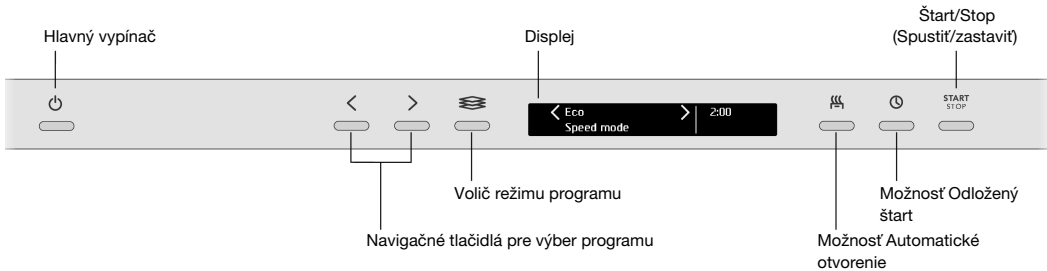 Štart/Stop
(Spustiť/zastaviť)
Hlavný vypínač
Displej
START
STOP
Eco
2:00
Speed mode
Volič režimu programu
Možnosť Odložený
štart
Navigačné tlačidlá pre výber programu
Možnosť Automatické
otvorenie